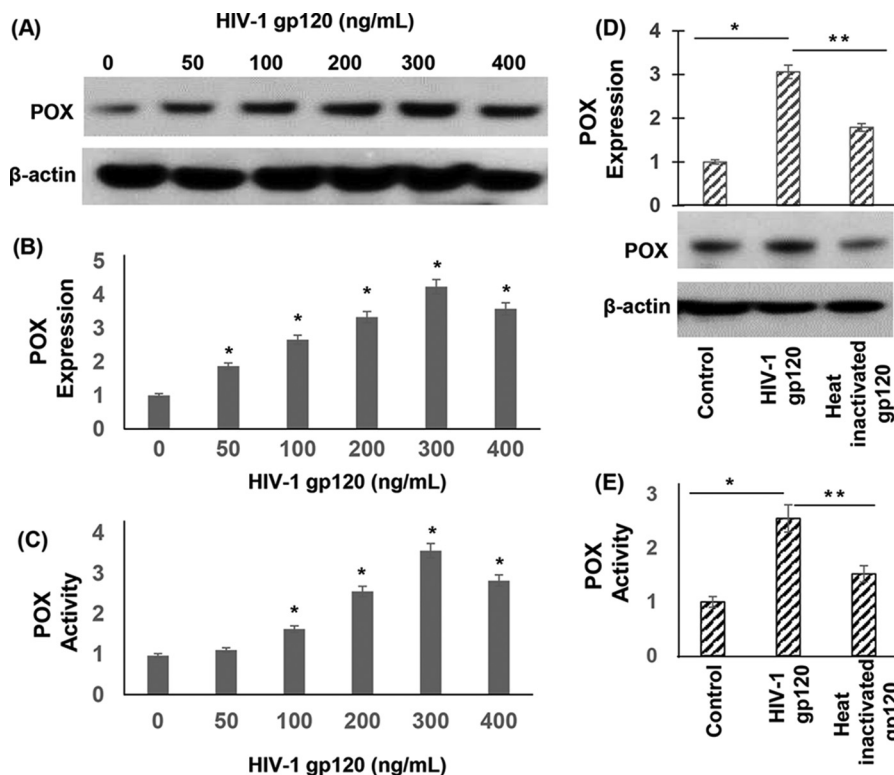 (A)
HIV-1 gp120 (ng/mL)
0 50 100 200 300 400
POX
β-actin
(B)
POX
Expression
5
4
3
2
1
0
*
*
*
*
*
0 50 100 200 300 400
HIV-1 gp120 (ng/mL)
(C)
POX
Activity
4
3
2
1
0
*
*
*
*
0 50 100 200 300 400
HIV-1 gp120 (ng/mL)
(D)
POX
Expression
4
3
2
1
0
*
**
POX
β-actin
Control
HIV-1
gp120
Heat
inactivated
gp120
(E)
POX
Activity
3
2
1
0
*
**
Control
HIV-1
gp120
Heat
inactivated
gp120